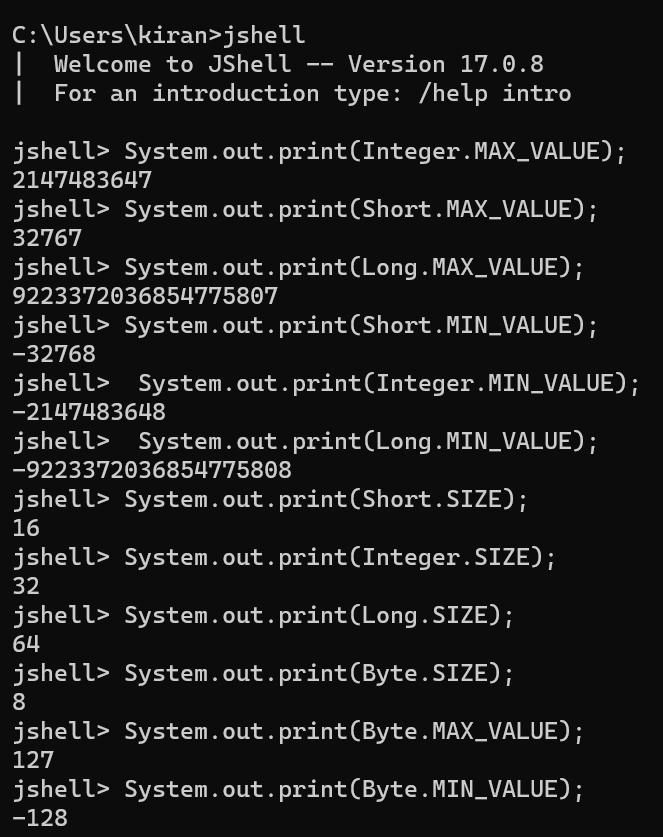 C:\Users\kiran>jshell
|  Welcome to JShell -- Version 17.0.8
|  For an introduction type: /help intro
jshell> System.out.print(Integer.MAX_VALUE);
2147483647
jshell> System.out.print(Short.MAX_VALUE);
32767
jshell> System.out.print(Long.MAX_VALUE);
9223372036854775807
jshell> System.out.print(Short.MIN_VALUE);
-32768
jshell>  System.out.print(Integer.MIN_VALUE);
-2147483648
jshell>  System.out.print(Long.MIN_VALUE);
-9223372036854775808
jshell> System.out.print(Short.SIZE);
16
jshell> System.out.print(Integer.SIZE);
32
jshell> System.out.print(Long.SIZE);
64
jshell> System.out.print(Byte.SIZE);
8
jshell> System.out.print(Byte.MAX_VALUE);
127
jshell> System.out.print(Byte.MIN_VALUE);
-128